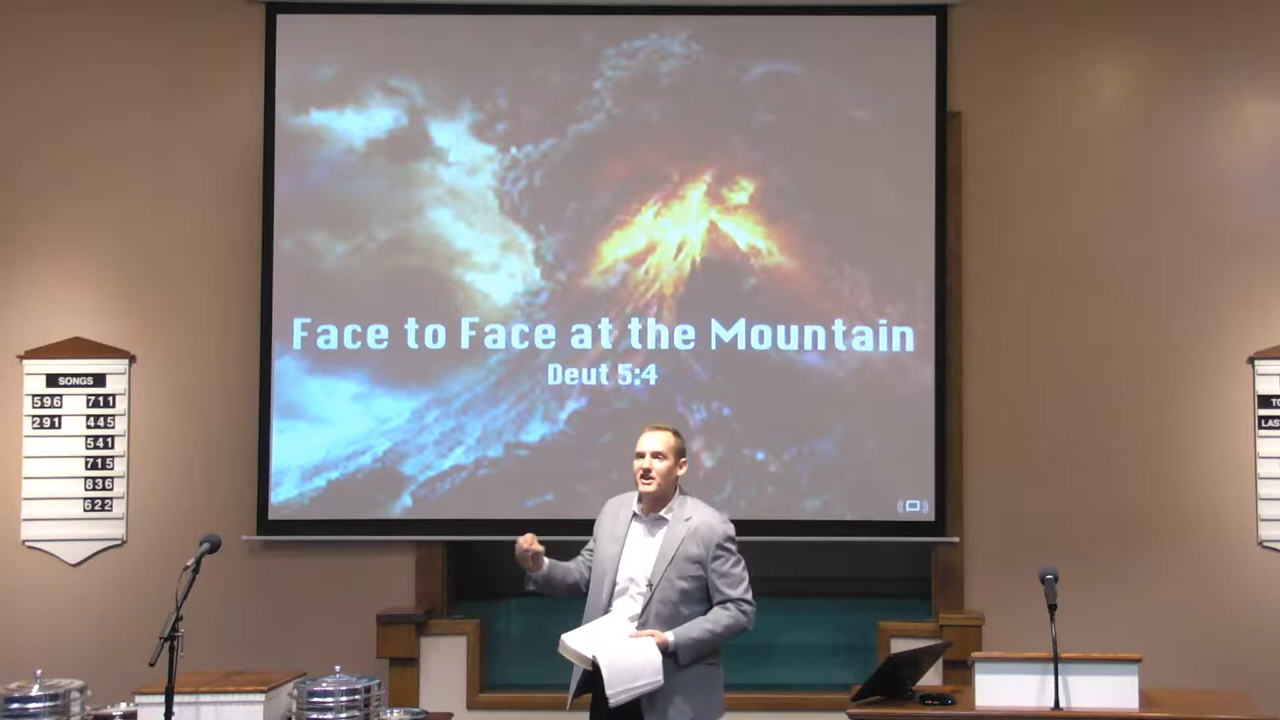 Face to Face at the Mountain
Deut 5:4
SONGS
596 711
291 445
541
715
836
622